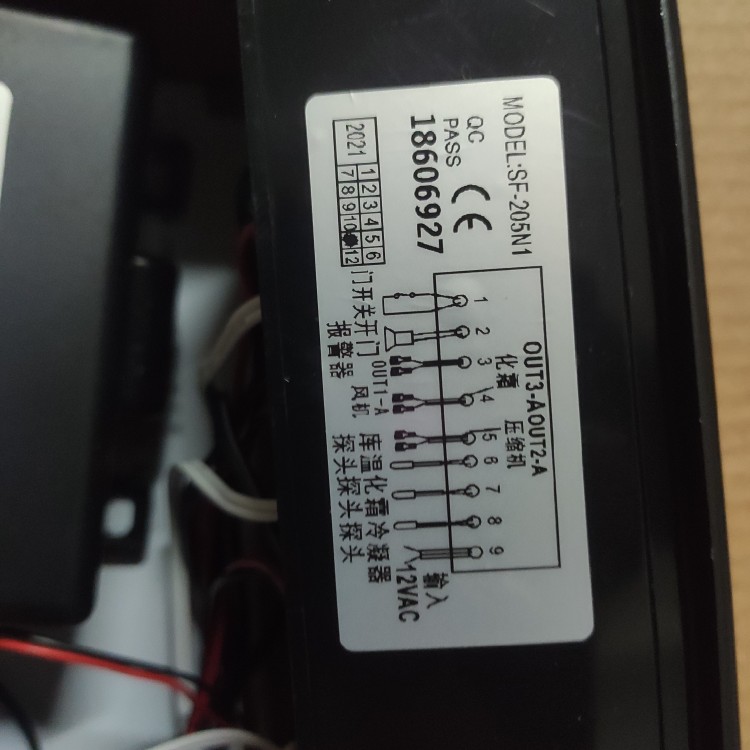 MODEL:SF-205N1
QC PASS CE
18606927
2021 1 2 3 4 5 6
7 8 9 10 12
OUT3-A OUT2-A
化霜 压缩机
1 2 3 4 5 6 7 8 9
输入
12VAC
门开关 开门报警器 OUT1-A 风机 库温探头 化霜探头 冷凝器探头